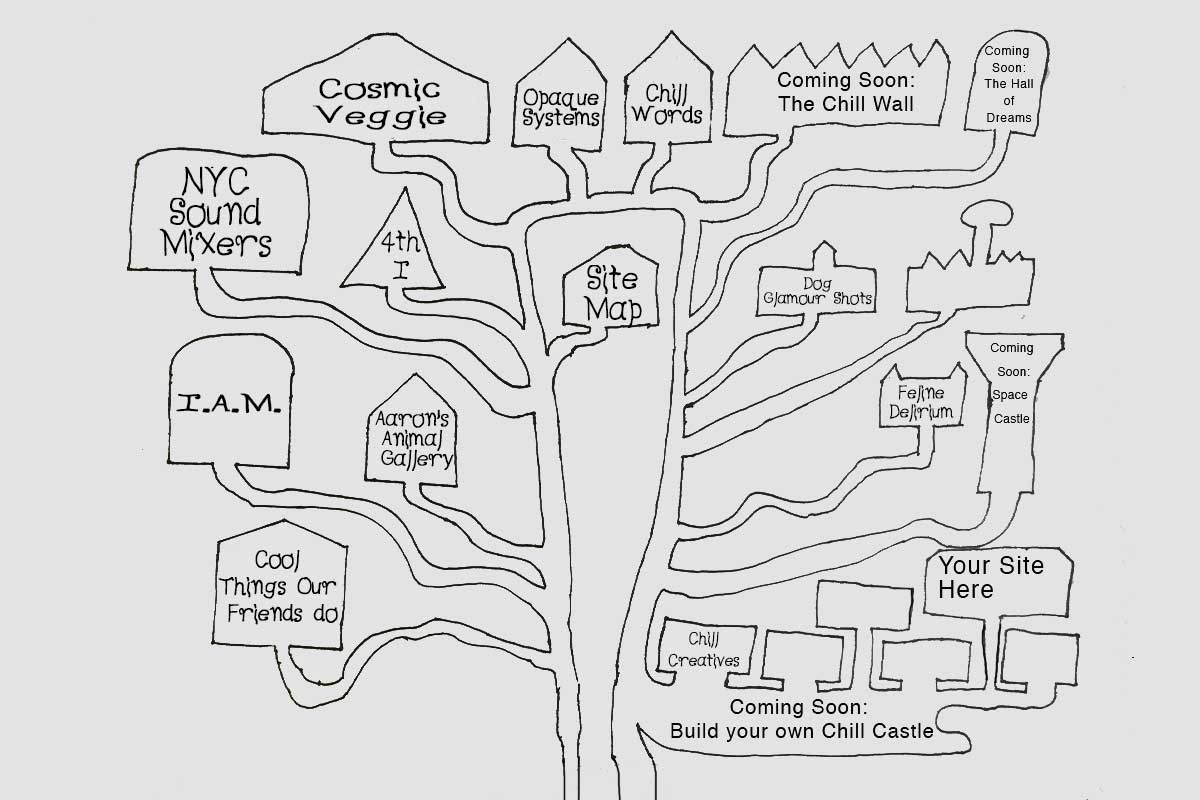 Cosmic
Veggie
Opaque
Systems
Chill
Words
Coming Soon:
The Chill Wall
Coming
Soon:
The Hall
of
Dreams
NYC
Sound
Mixers
4th
I
Site
Map
Dog
Glamour Shots
I.A.M.
Aaron's
Animal
Gallery
Feline
Delirium
Coming
Soon:
Space
Castle
Cool
Things Our
Friends do
Your Site
Here
Chill
Creatives
Coming Soon:
Build your own Chill Castle